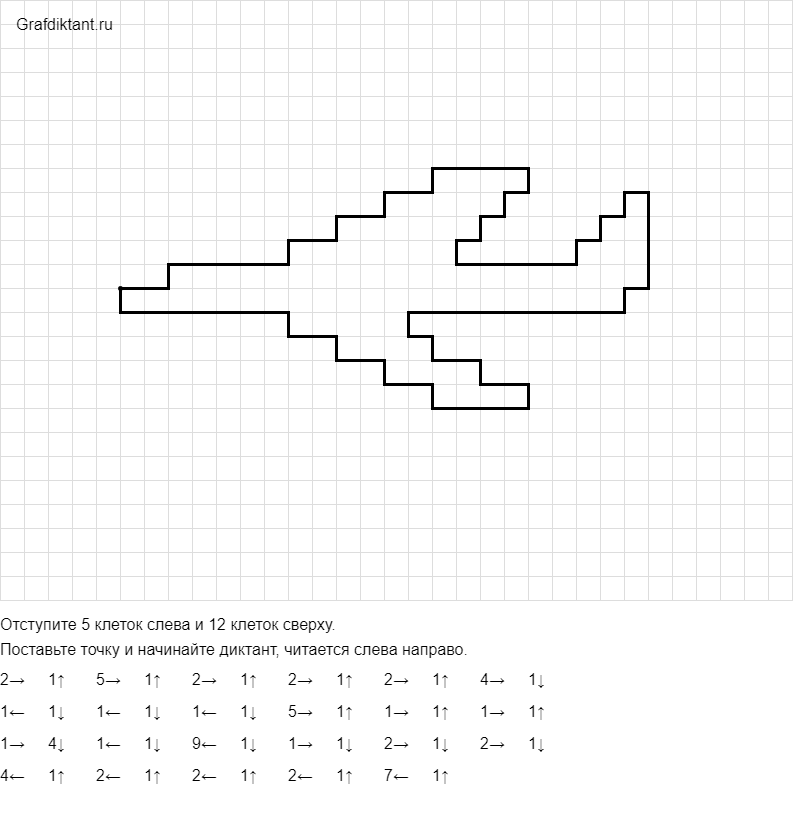 Grafdiktant.ru
Отступите 5 клеток слева и 12 клеток сверху.
Поставьте точку и начинайте диктант, читается слева направо.
2→ 1↑ 5→ 1↑ 2→ 1↑ 2→ 1↑ 2→ 1↑ 4→ 1↓
1← 1↓ 1← 1↓ 1← 1↓ 5→ 1↑ 1→ 1↑ 1→ 1↑
1→ 4↓ 1← 1↓ 9← 1↓ 1→ 1↓ 2→ 1↓ 2→ 1↓
4← 1↑ 2← 1↑ 2← 1↑ 2← 1↑ 7← 1↑